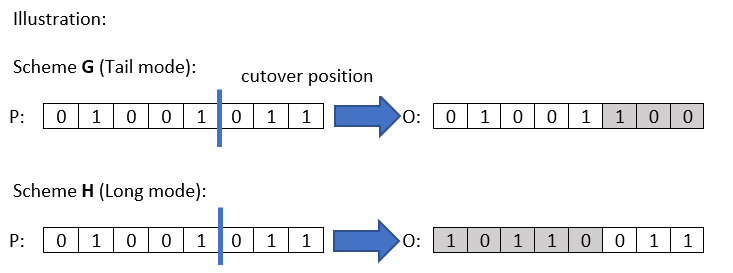 Illustration:
Scheme G (Tail mode):
cutover position
P: 0 1 0 0 1 0 1 1 O: 0 1 0 0 1 1 0 0
Scheme H (Long mode):
P: 0 1 0 0 1 0 1 1 O: 1 0 1 1 0 0 1 1